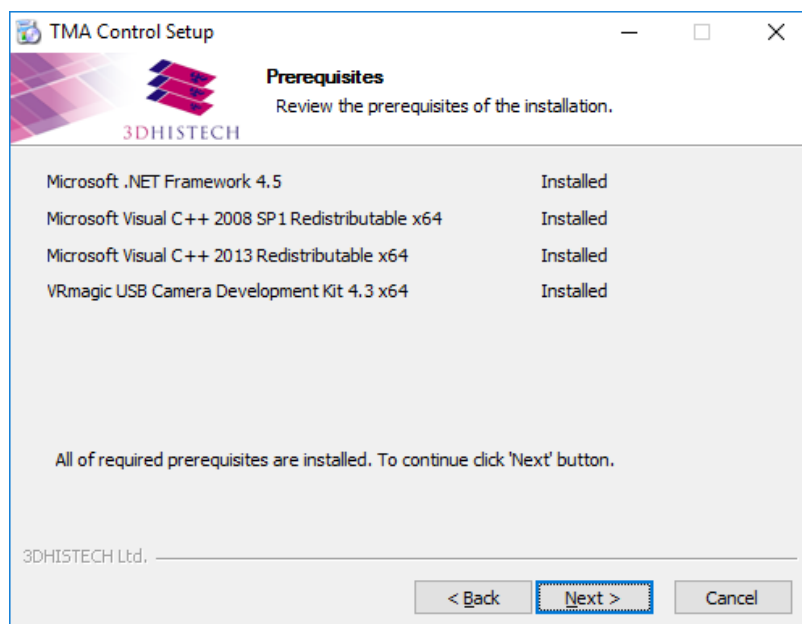 TMA Control Setup
3DHISTECH
Prerequisites
Review the prerequisites of the installation.
Microsoft .NET Framework 4.5 Installed
Microsoft Visual C++ 2008 SP1 Redistributable x64 Installed
Microsoft Visual C++ 2013 Redistributable x64 Installed
VRmagic USB Camera Development Kit 4.3 x64 Installed
All of required prerequisites are installed. To continue click 'Next' button.
3DHISTECH Ltd.
< Back Next > Cancel